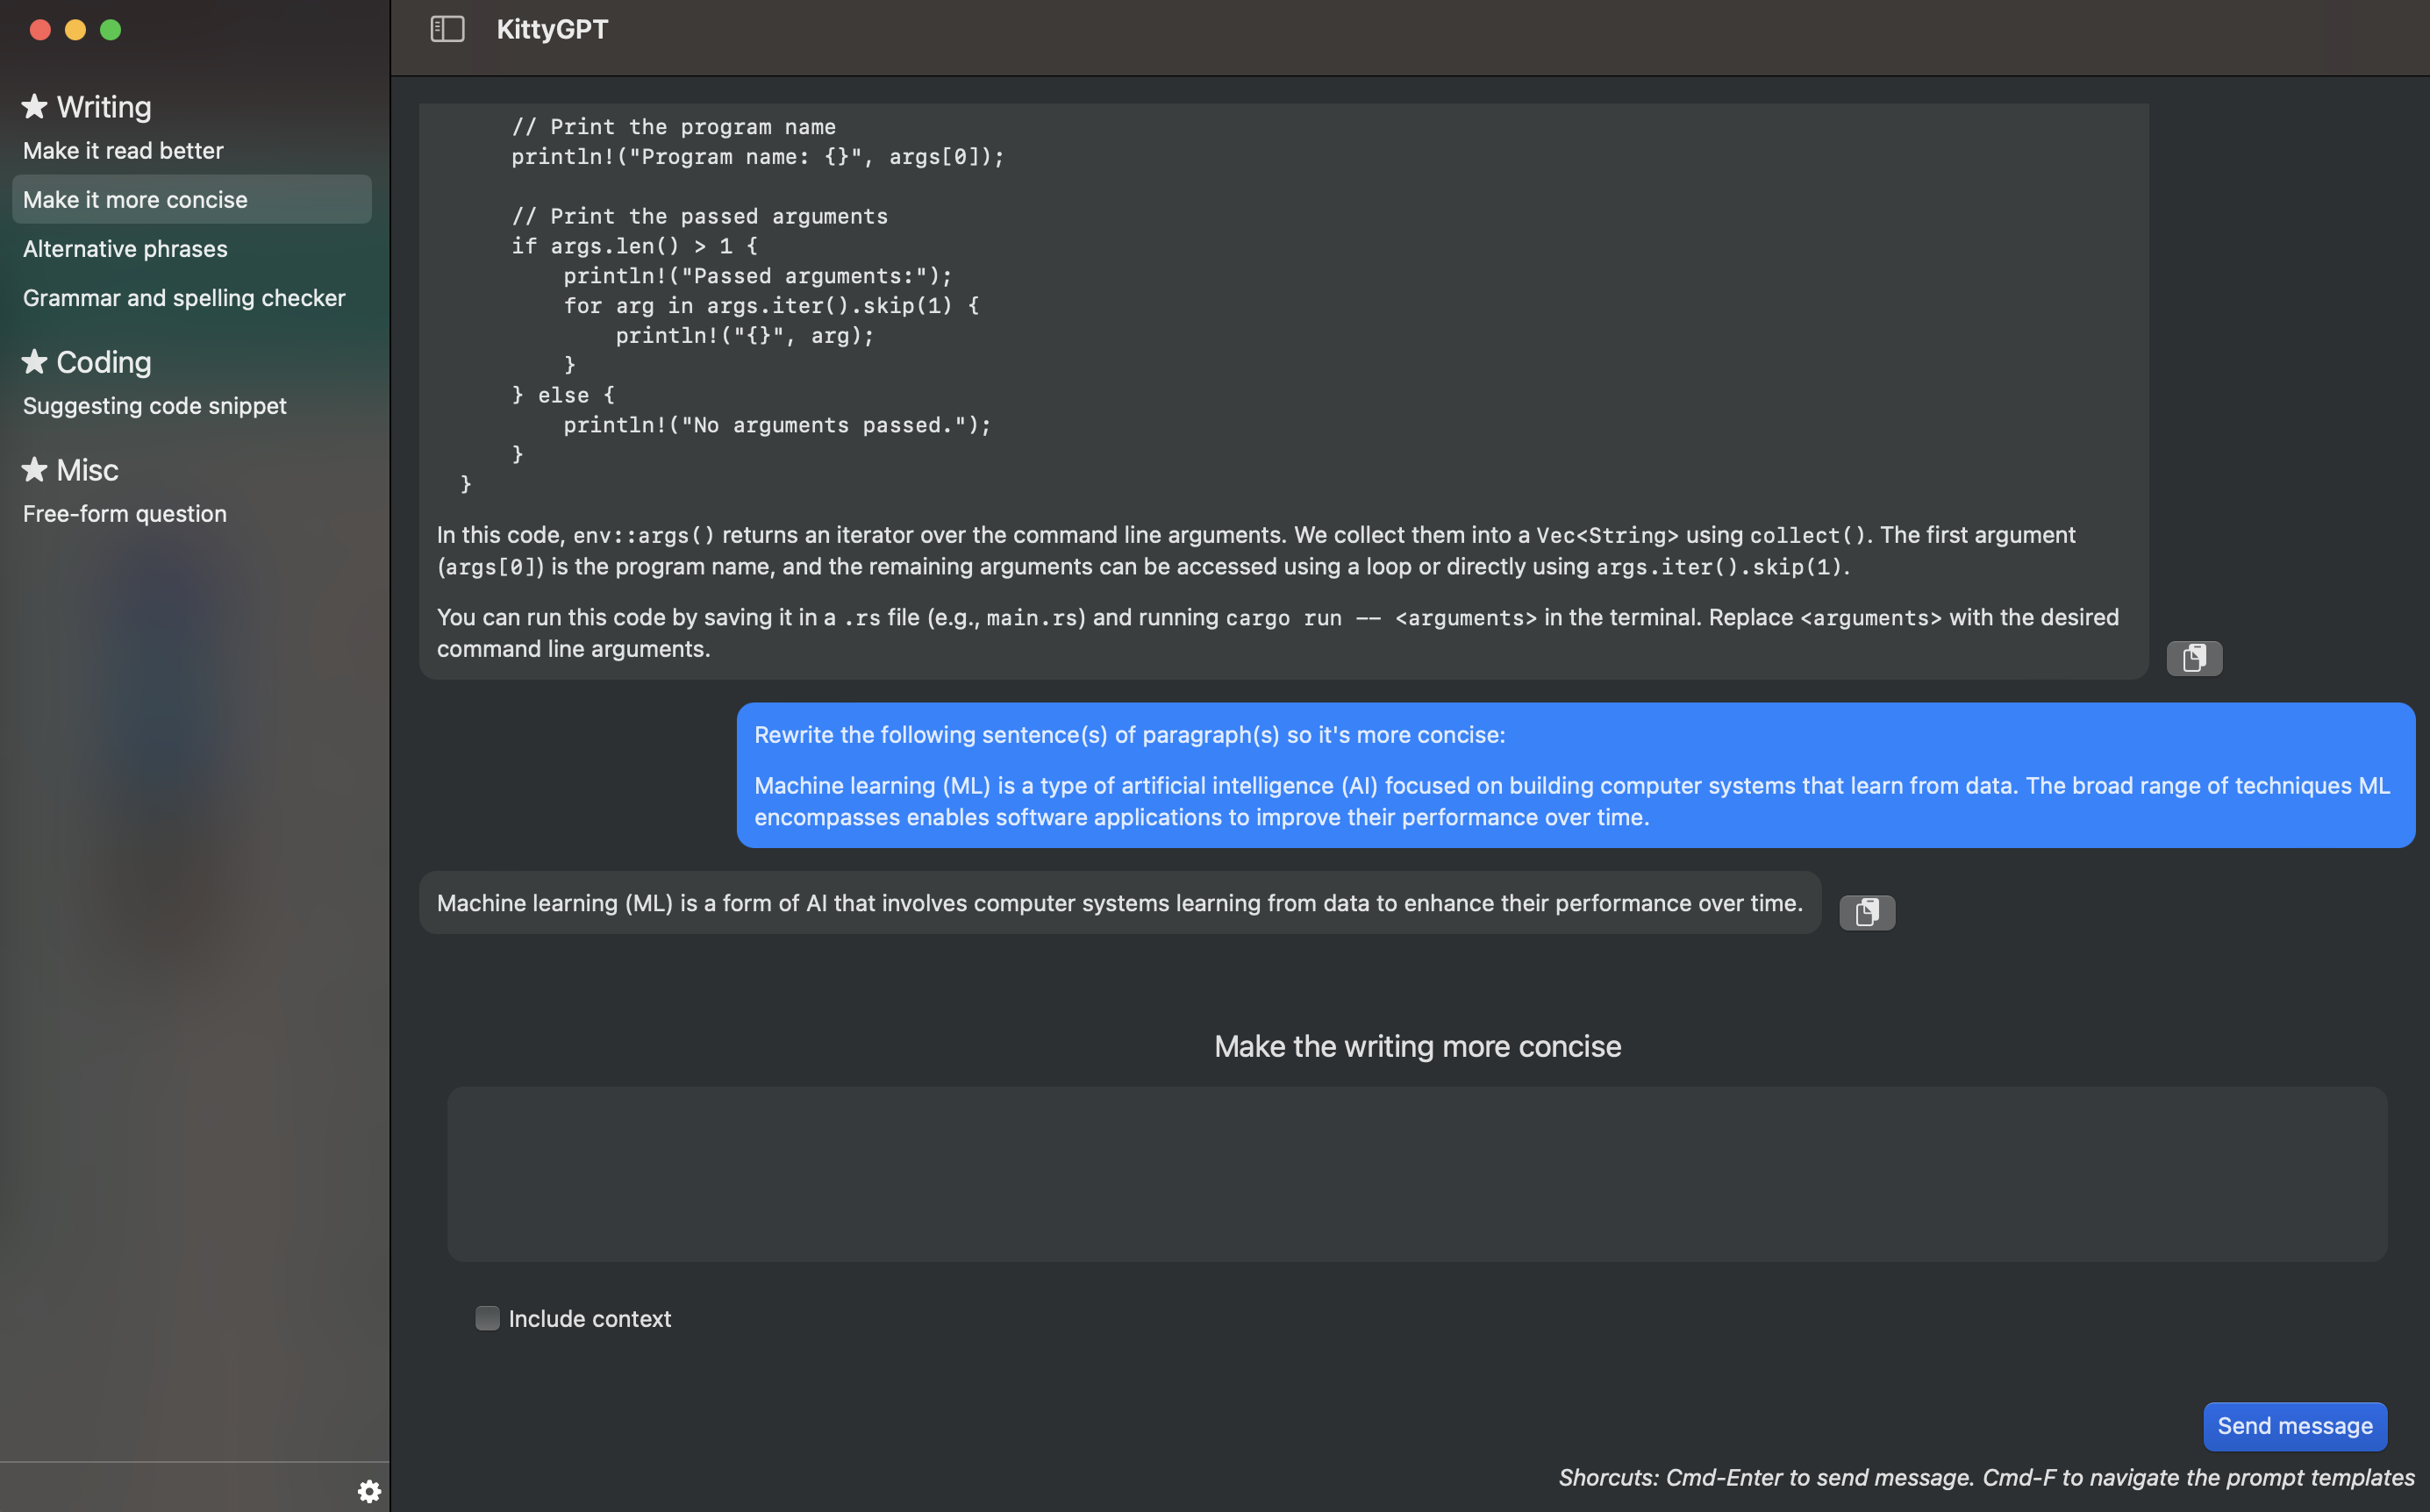 KittyGPT
Writing
Make it read better
Make it more concise
Alternative phrases
Grammar and spelling checker
Coding
Suggesting code snippet
Misc
Free-form question
// Print the program name
println!("Program name: {}", args[0]);
// Print the passed arguments
if args.len() > 1 {
println!("Passed arguments:");
for arg in args.iter().skip(1) {
println!("{}", arg);
}
} else {
println!("No arguments passed.");
}
}
In this code, env::args() returns an iterator over the command line arguments. We collect them into a Vec<String> using collect(). The first argument
(args[0]) is the program name, and the remaining arguments can be accessed using a loop or directly using args.iter().skip(1).
You can run this code by saving it in a .rs file (e.g., main.rs) and running cargo run -- <arguments> in the terminal. Replace <arguments> with the desired
command line arguments.
Rewrite the following sentence(s) of paragraph(s) so it's more concise:
Machine learning (ML) is a type of artificial intelligence (AI) focused on building computer systems that learn from data. The broad range of techniques ML
encompasses enables software applications to improve their performance over time.
Machine learning (ML) is a form of AI that involves computer systems learning from data to enhance their performance over time.
Make the writing more concise
Include context
Send message
Shorcuts: Cmd-Enter to send message. Cmd-F to navigate the prompt templates